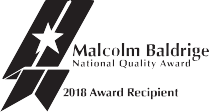 Malcolm Baldrige
National Quality Award
2018 Award Recipient